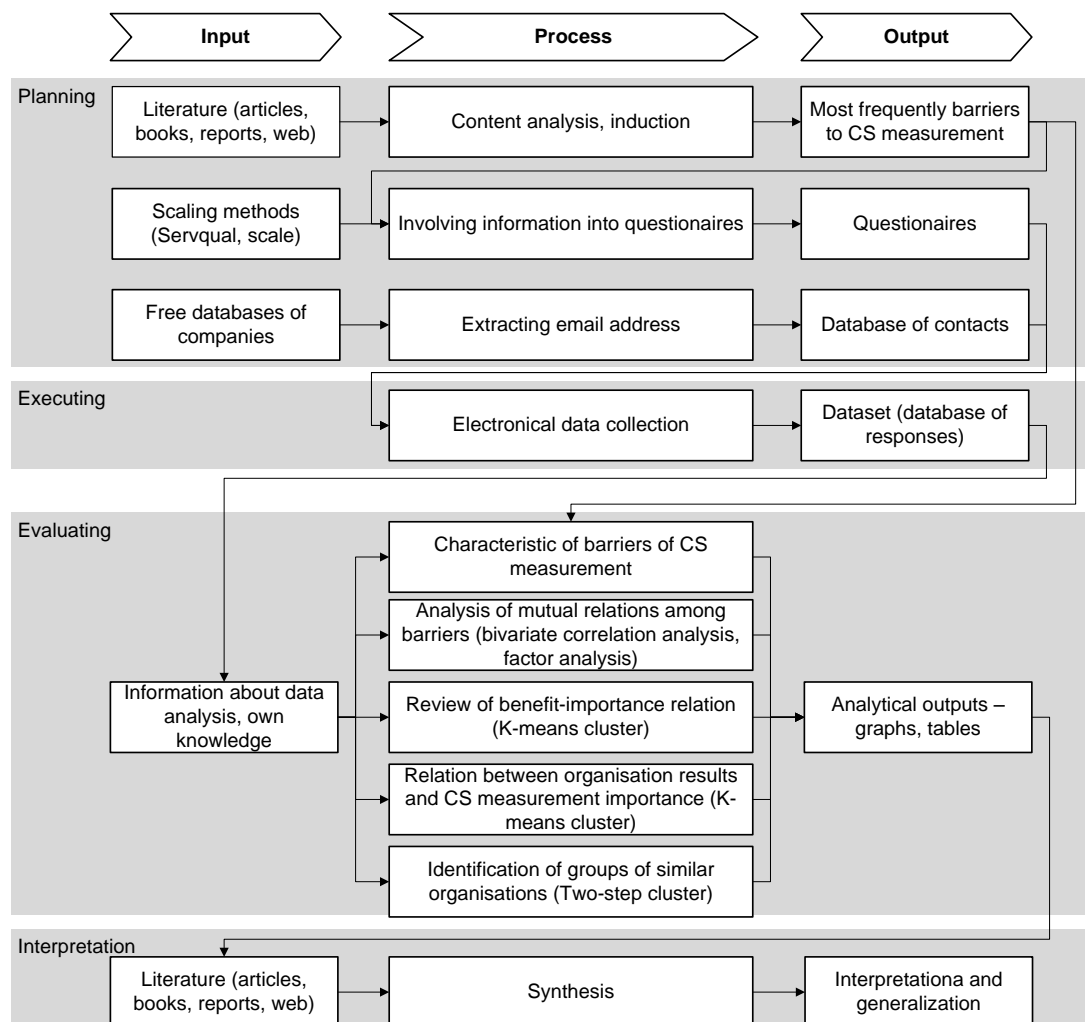 Input
Process
Output
Planning
Literature (articles,
books, reports, web)
Content analysis, induction
Most frequently barriers
to CS measurement
Scaling methods
(Servqual, scale)
Involving information into questionaires
Questionaires
Free databases of
companies
Extracting email address
Database of contacts
Executing
Electronical data collection
Dataset (database of
responses)
Evaluating
Characteristic of barriers of CS
measurement
Analysis of mutual relations among
barriers (bivariate correlation analysis,
factor analysis)
Information about data
analysis, own
knowledge
Review of benefit-importance relation
(K-means cluster)
Analytical outputs –
graphs, tables
Relation between organisation results
and CS measurement importance (K-
means cluster)
Identification of groups of similar
organisations (Two-step cluster)
Interpretation
Literature (articles,
books, reports, web)
Synthesis
Interpretationa and
generalization